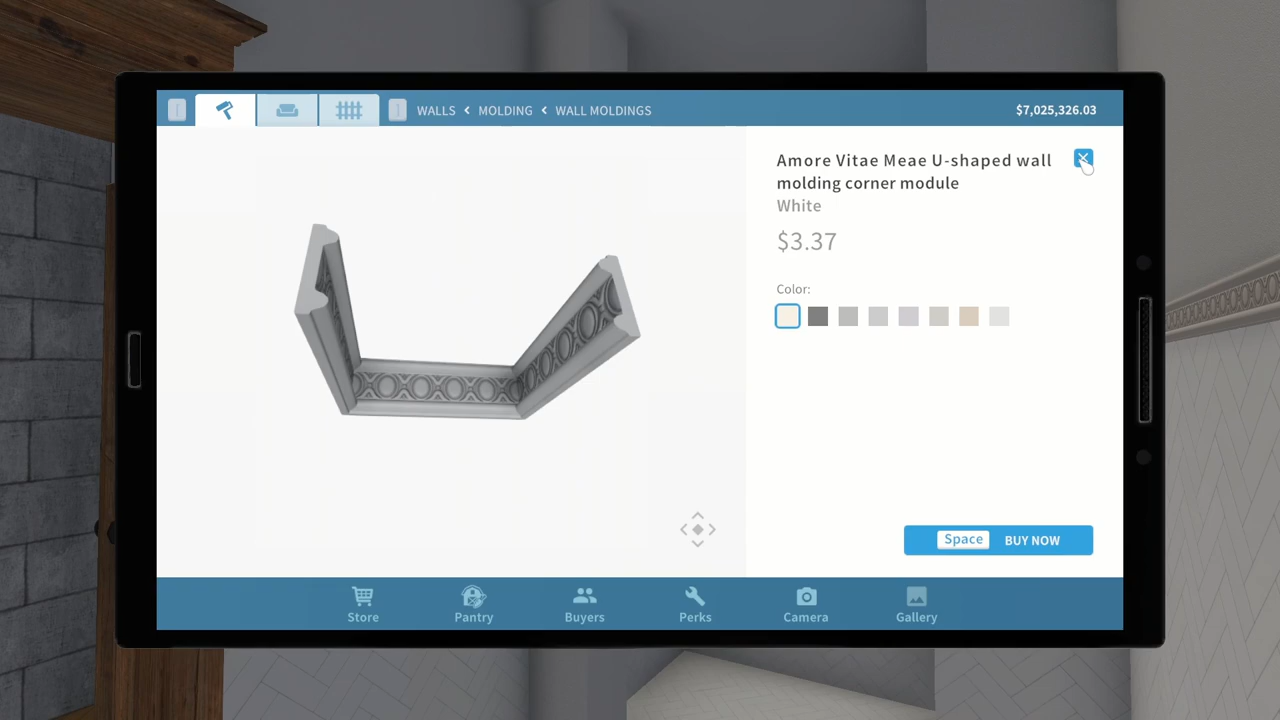 WALLS < MOLDING < WALL MOLDINGS
$7,025,326.03
Amore Vitae Meae U-shaped wall
molding corner module
White
$3.37
Color:
Space BUY NOW
Store Pantry Buyers Perks Camera Gallery